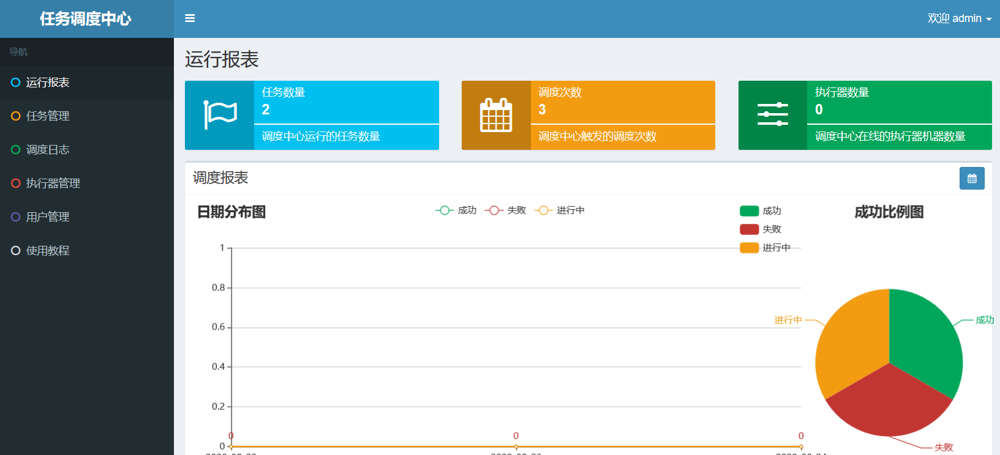 任务调度中心
欢迎 admin
导航
运行报表
任务管理
调度日志
执行器管理
用户管理
使用教程
运行报表
任务数量
2
调度中心运行的任务数量
调度次数
3
调度中心触发的调度次数
执行器数量
0
调度中心在线的执行器机器数量
调度报表
日期分布图
成功 失败 进行中
1
0.8
0.6
0.4
0.2
0
0 0 0
成功比例图
成功
失败
进行中
进行中
成功
失败